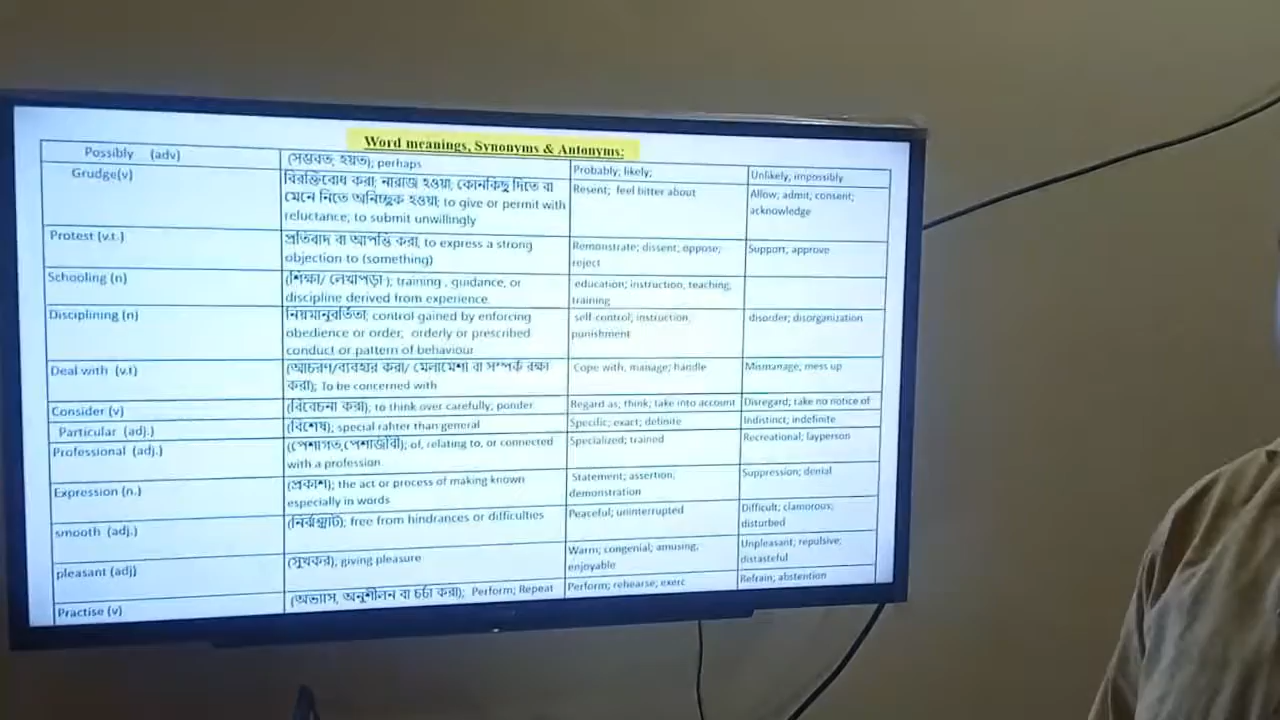 Word meanings, Synonyms & Antonyms:
Possibly (adv)
(সম্ভবত, হয়ত); perhaps
Probably; likely;
Unlikely, impossibly
Grudge(v)
বিরক্তিবোধ করা; নারাজ হওয়া; কোনকিছু দিতে বা
মেনে নিতে অনিচ্ছুক হওয়া; to give or permit with
reluctance, to submit unwillingly
Resent; feel bitter about
Allow; admit, consent;
acknowledge
Protest (v.t.)
প্রতিবাদ বা আপত্তি করা, to express a strong
objection to (something)
Remonstrate; dissent; oppose;
reject
Support; approve
Schooling (n)
(শিক্ষা/ লেখাপড়া ); training , guidance, or
discipline derived from experience.
education; instruction, teaching,
training
Disciplining (n)
নিয়মানুবর্তিতা; control gained by enforcing
obedience or order; orderly or prescribed
conduct or pattern of behaviour
self-control; instruction,
punishment
disorder; disorganization
Deal with (v.t)
(আচরণ/ব্যবহার করা/ মেলামেশা বা সম্পর্ক রক্ষা
করা); To be concerned with
Cope with, manage; handle
Mismanage; mess up
Consider (v)
(বিবেচনা করা); to think over carefully; ponder
Regard as; think; take into account
Disregard; take no notice of
Particular (adj.)
(বিশেষ); special rahter than general
Specific; exact; definite
Indistinct; indefinite
Professional (adj.)
(পেশাগত,পেশাজীবী); of, relating to, or connected
with a profession
Specialized; trained
Recreational; layperson
Expression (n.)
(প্রকাশ); the act or process of making known
especially in words
Statement; assertion,
demonstration
Suppression; denial
smooth (adj.)
(নির্ঝঞ্ঝাট); free from hindrances or difficulties
Peaceful; uninterrupted
Difficult; clamorous;
disturbed
pleasant (adj)
(সুখকর), giving pleasure
Warm; congenial; amusing,
enjoyable
Unpleasant; repulsive;
distasteful
Practise (v)
(অভ্যাস, অনুশীলন বা চর্চা করা); Perform; Repeat
Perform; rehearse; exerc
Refrain; abstention